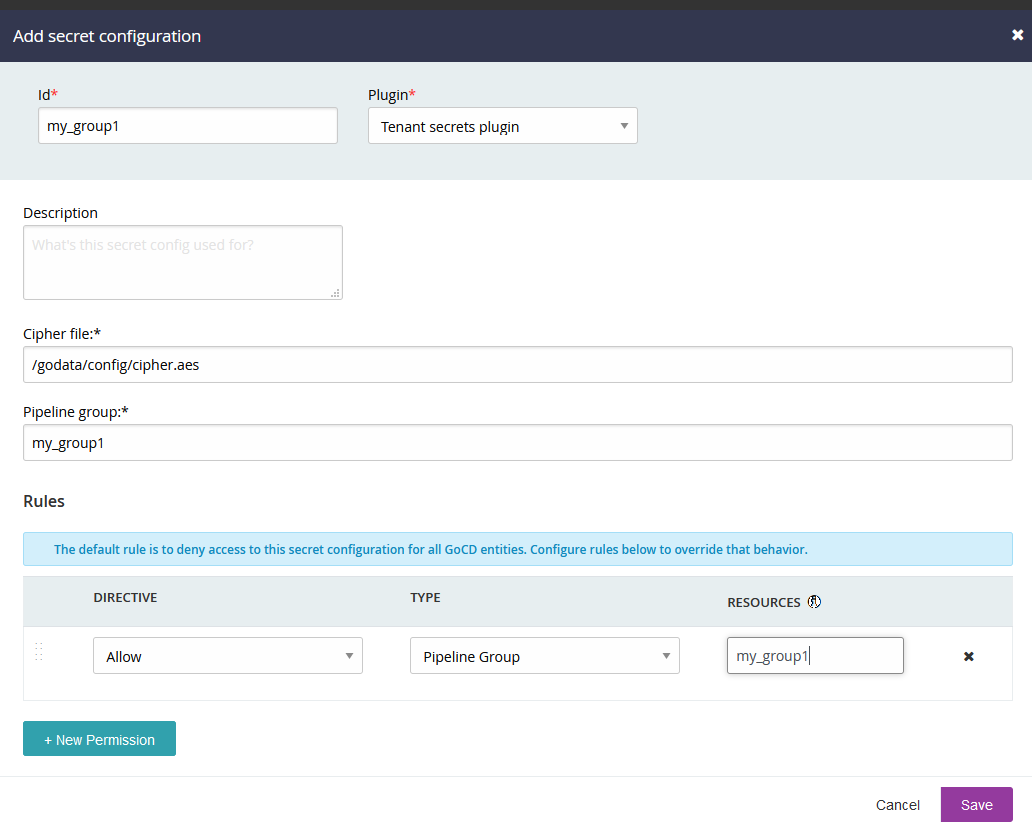 Add secret configuration ✖
Id* Plugin*
my_group1 Tenant secrets plugin
Description
What's this secret config used for?
Cipher file:*
/godata/config/cipher.aes
Pipeline group:*
my_group1
Rules
The default rule is to deny access to this secret configuration for all GoCD entities. Configure rules below to override that behavior.
DIRECTIVE TYPE RESOURCES
Allow Pipeline Group my_group1 ✖
+ New Permission
Cancel Save